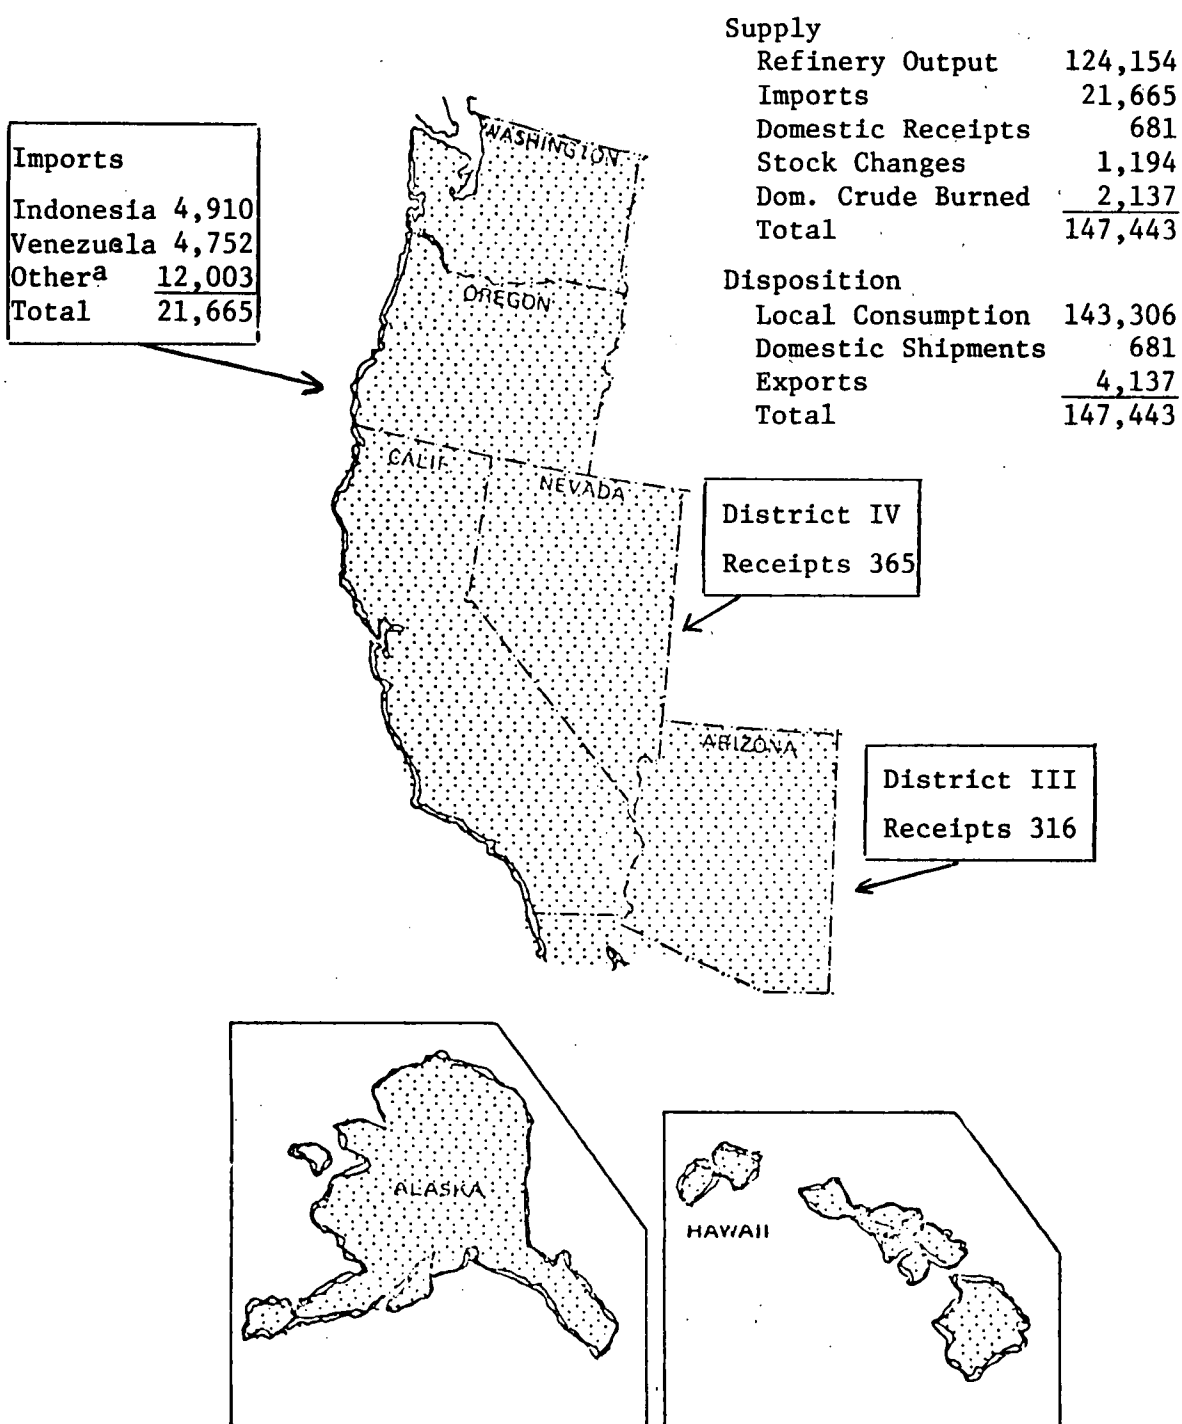 Supply
Refinery Output 124,154
Imports 21,665
Domestic Receipts 681
Stock Changes 1,194
Dom. Crude Burned 2,137
Total 147,443
Disposition
Local Consumption 143,306
Domestic Shipments 681
Exports 4,137
Total 147,443
Imports
Indonesia 4,910
Venezuela 4,752
Otherᵃ 12,003
Total 21,665
WASHINGTON
OREGON
CALIF
NEVADA
District IV
Receipts 365
ARIZONA
District III
Receipts 316
ALASKA
HAWAII